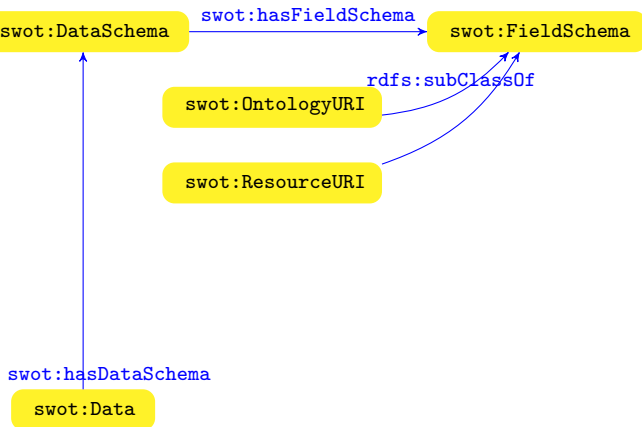 swot:hasFieldSchema
swot:DataSchema
swot:FieldSchema
rdfs:subClassOf
swot:OntologyURI
swot:ResourceURI
swot:hasDataSchema
swot:Data